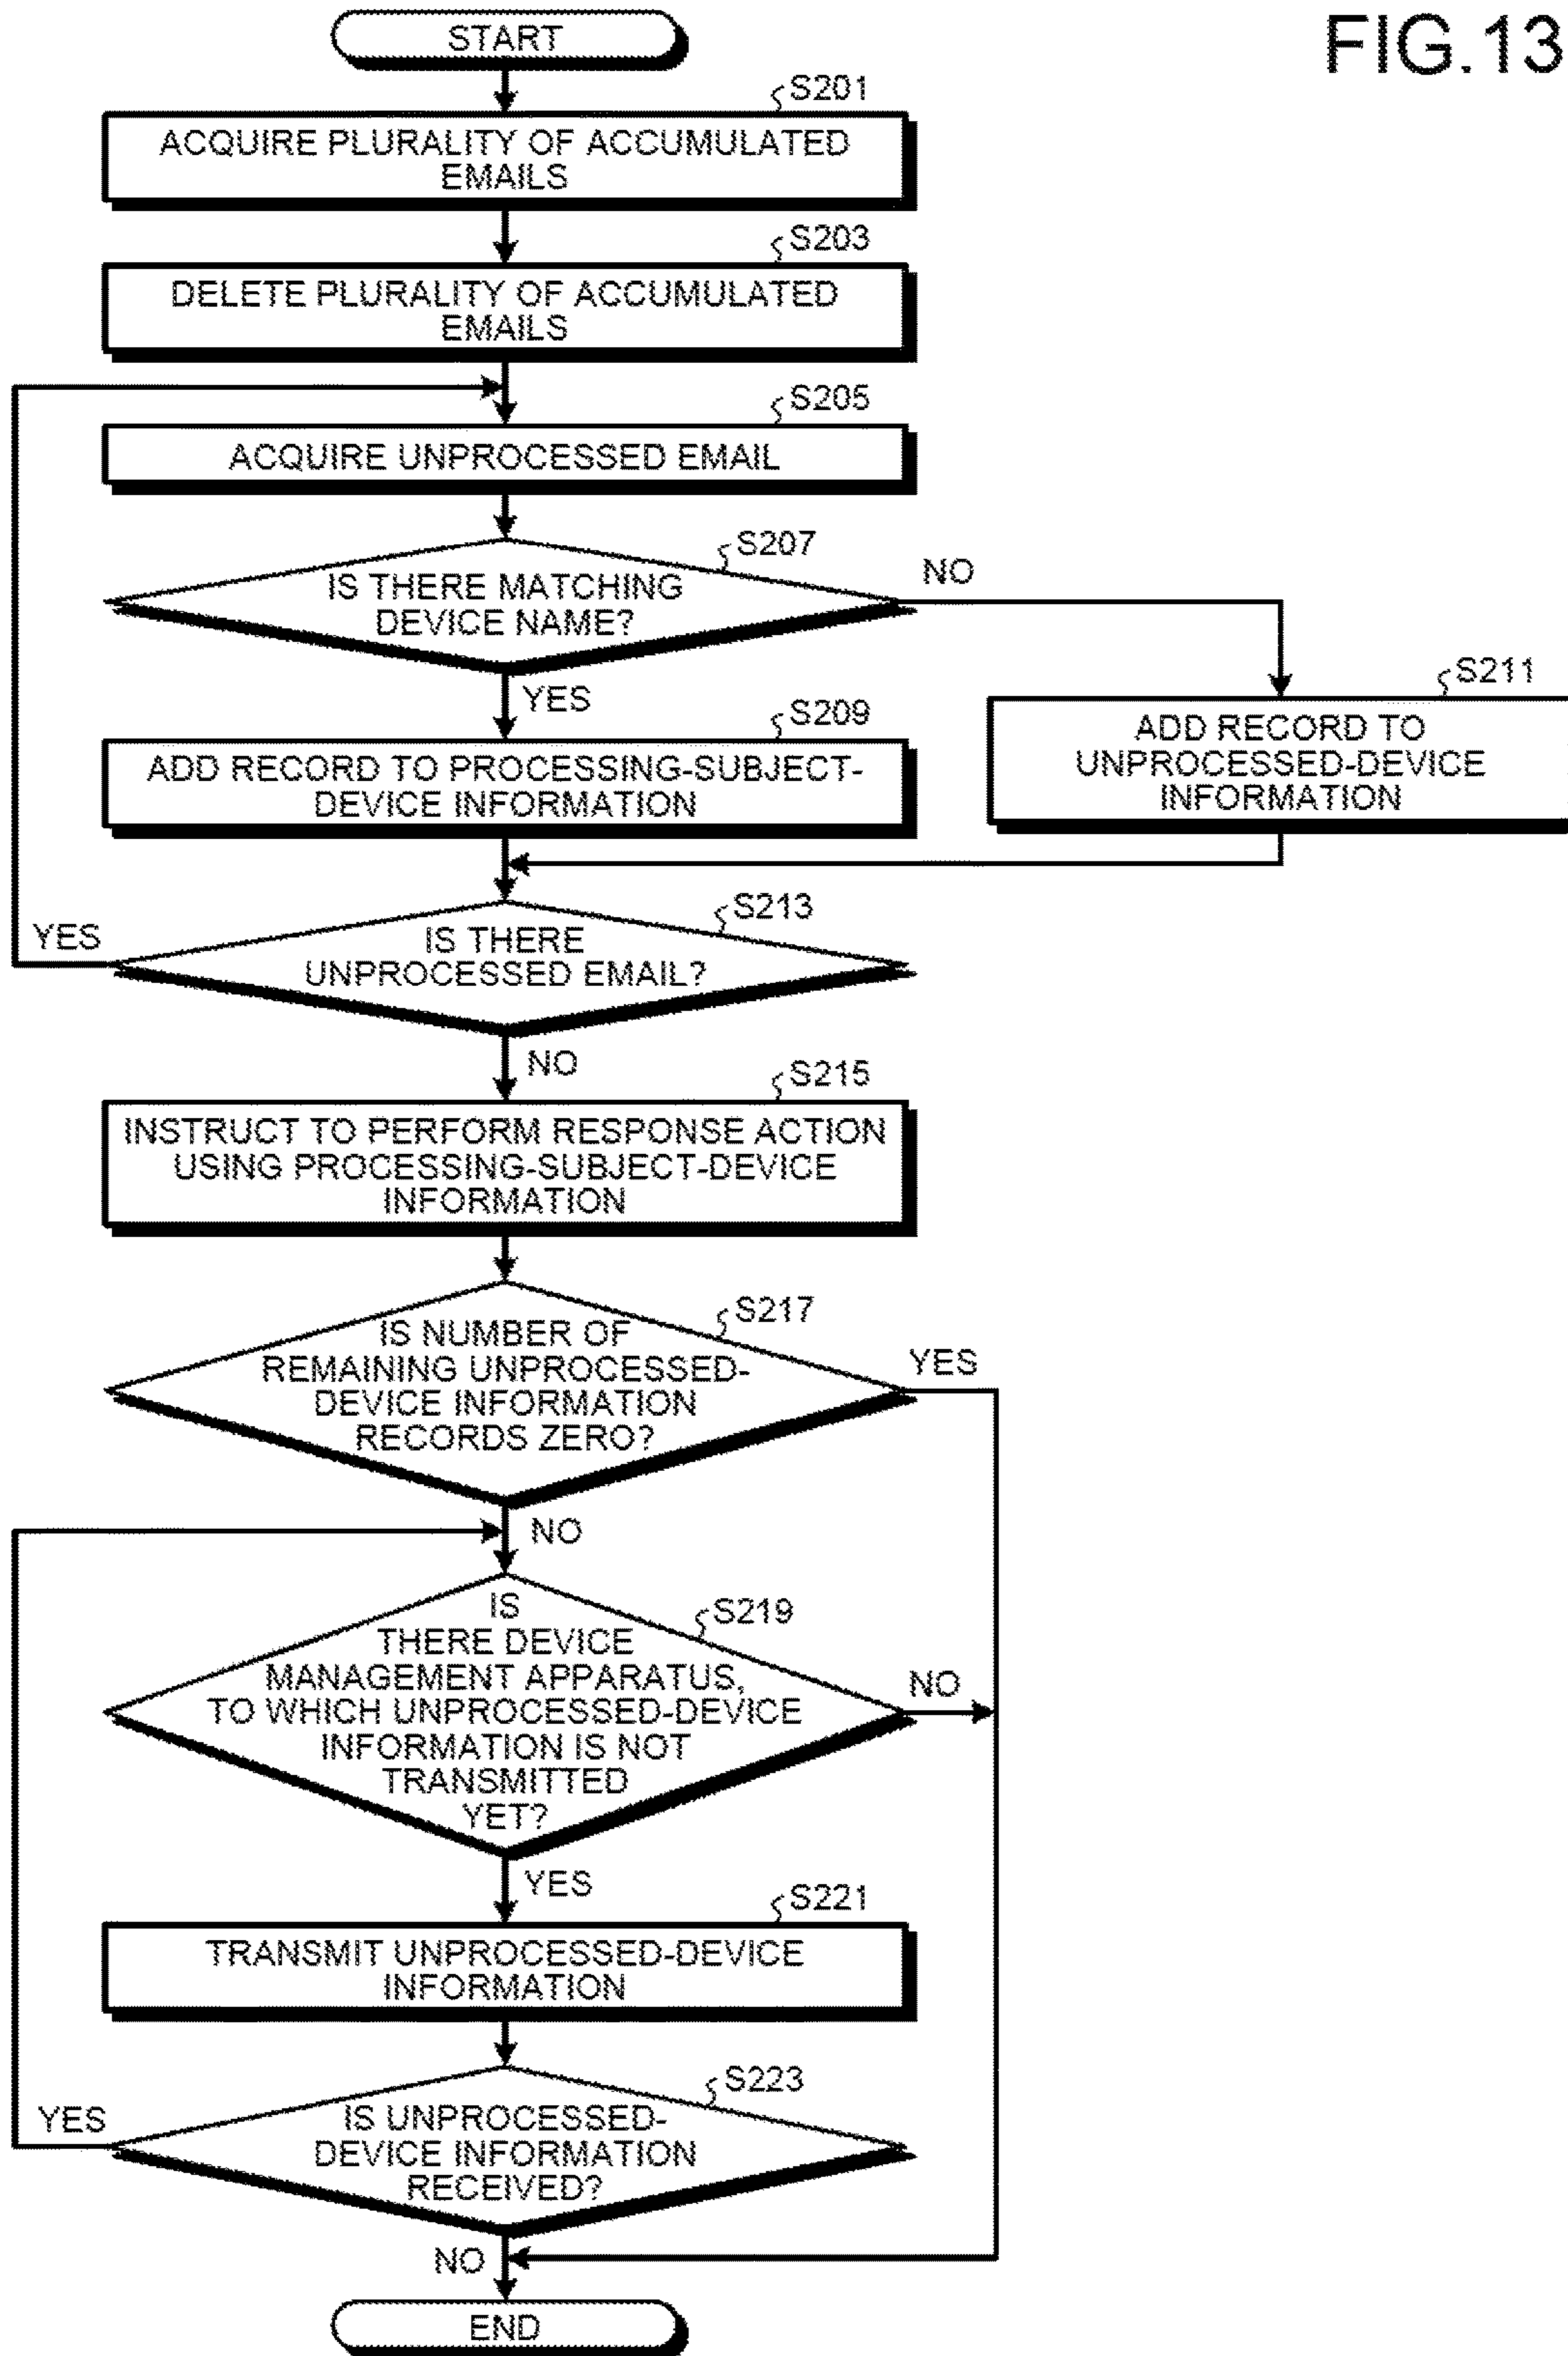 FIG.13
START
S201
ACQUIRE PLURALITY OF ACCUMULATED
EMAILS
S203
DELETE PLURALITY OF ACCUMULATED
EMAILS
S205
ACQUIRE UNPROCESSED EMAIL
S207
IS THERE MATCHING
DEVICE NAME?
NO
YES
S209
ADD RECORD TO PROCESSING-SUBJECT-
DEVICE INFORMATION
S211
ADD RECORD TO
UNPROCESSED-DEVICE
INFORMATION
S213
YES
IS THERE
UNPROCESSED EMAIL?
NO
S215
INSTRUCT TO PERFORM RESPONSE ACTION
USING PROCESSING-SUBJECT-DEVICE
INFORMATION
S217
IS NUMBER OF
REMAINING UNPROCESSED-
DEVICE INFORMATION
RECORDS ZERO?
YES
NO
S219
IS
THERE DEVICE
MANAGEMENT APPARATUS,
TO WHICH UNPROCESSED-DEVICE
INFORMATION IS NOT
TRANSMITTED
YET?
NO
YES
S221
TRANSMIT UNPROCESSED-DEVICE
INFORMATION
S223
YES
IS UNPROCESSED-
DEVICE INFORMATION
RECEIVED?
NO
END